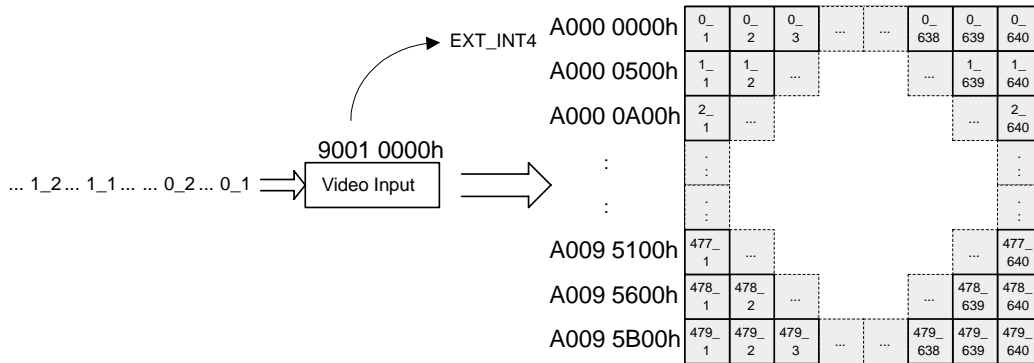 EXT_INT4
9001 0000h
... 1_2 ... 1_1 ... ... 0_2 ... 0_1
Video Input
A000 0000h 0_1 0_2 0_3 ... ... 0_638 0_639 0_640
A000 0500h 1_1 1_2 ... ... 1_639 1_640
A000 0A00h 2_1 ... ... 2_640
: : : : :
: : : : :
A009 5100h 477_1 ... ... 477_640
A009 5600h 478_1 478_2 ... ... 478_639 478_640
A009 5B00h 479_1 479_2 479_3 ... ... 479_638 479_639 479_640